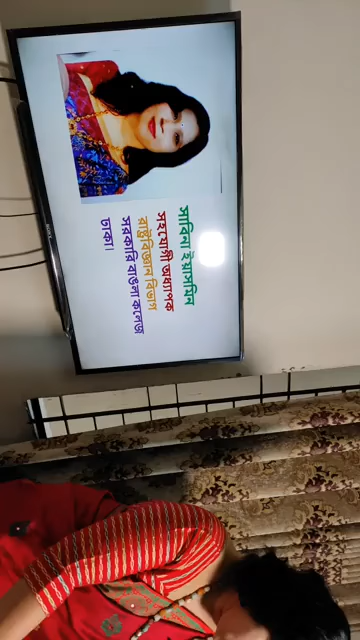 সাবিনা ইয়াসমিন
সহযোগী অধ্যাপক
রাষ্ট্রবিজ্ঞান বিভাগ
সরকারি বাঙলা কলেজ
ঢাকা।